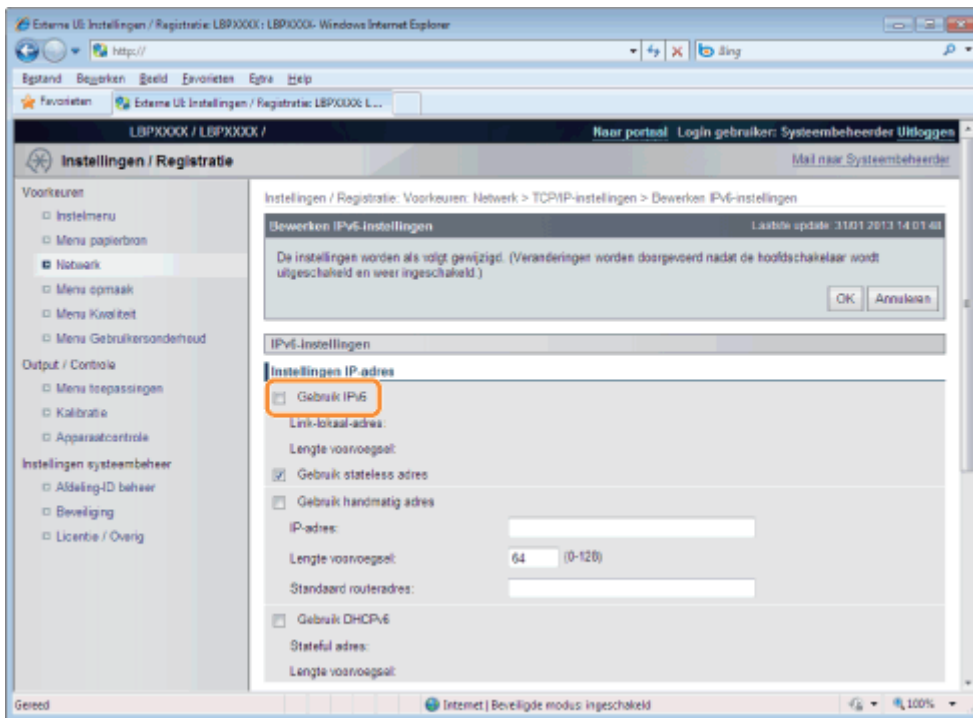 Externe UI: Instellingen / Registratie: LBPXXXX : LBPXXXX- Windows Internet Explorer
http://
Bing
Bestand Bewerken Beeld Favorieten Extra Help
Favorieten Externe UI: Instellingen / Registratie: LBPXXXX: L...
LBPXXXX / LBPXXXX /
Naar portaal Login gebruiker: Systeembeheerder Uitloggen
Instellingen / Registratie
Mail naar Systeembeheerder
Voorkeuren
Instelmenu
Menu papierbron
Netwerk
Menu opmaak
Menu Kwaliteit
Menu Gebruikersonderhoud
Output / Controle
Menu toepassingen
Kalibratie
Apparaatcontrole
Instellingen systeembeheer
Afdeling-ID beheer
Beveiliging
Licentie / Overig
Instellingen / Registratie: Voorkeuren: Netwerk > TCP/IP-instellingen > Bewerken IPv6-instellingen
Bewerken IPv6-instellingen
Laatste update: 31/01 2013 14:01:48
De instellingen worden als volgt gewijzigd. (Veranderingen worden doorgevoerd nadat de hoofdschakelaar wordt
uitgeschakeld en weer ingeschakeld.)
OK Annuleren
IPv6-instellingen
Instellingen IP-adres
Gebruik IPv6
Link-lokaal-adres:
Lengte voorvoegsel:
Gebruik stateless adres
Gebruik handmatig adres
IP-adres:
Lengte voorvoegsel: 64 (0-128)
Standaard routeradres:
Gebruik DHCPv6
Stateful adres:
Lengte voorvoegsel:
Gereed
Internet | Beveiligde modus: ingeschakeld
100%